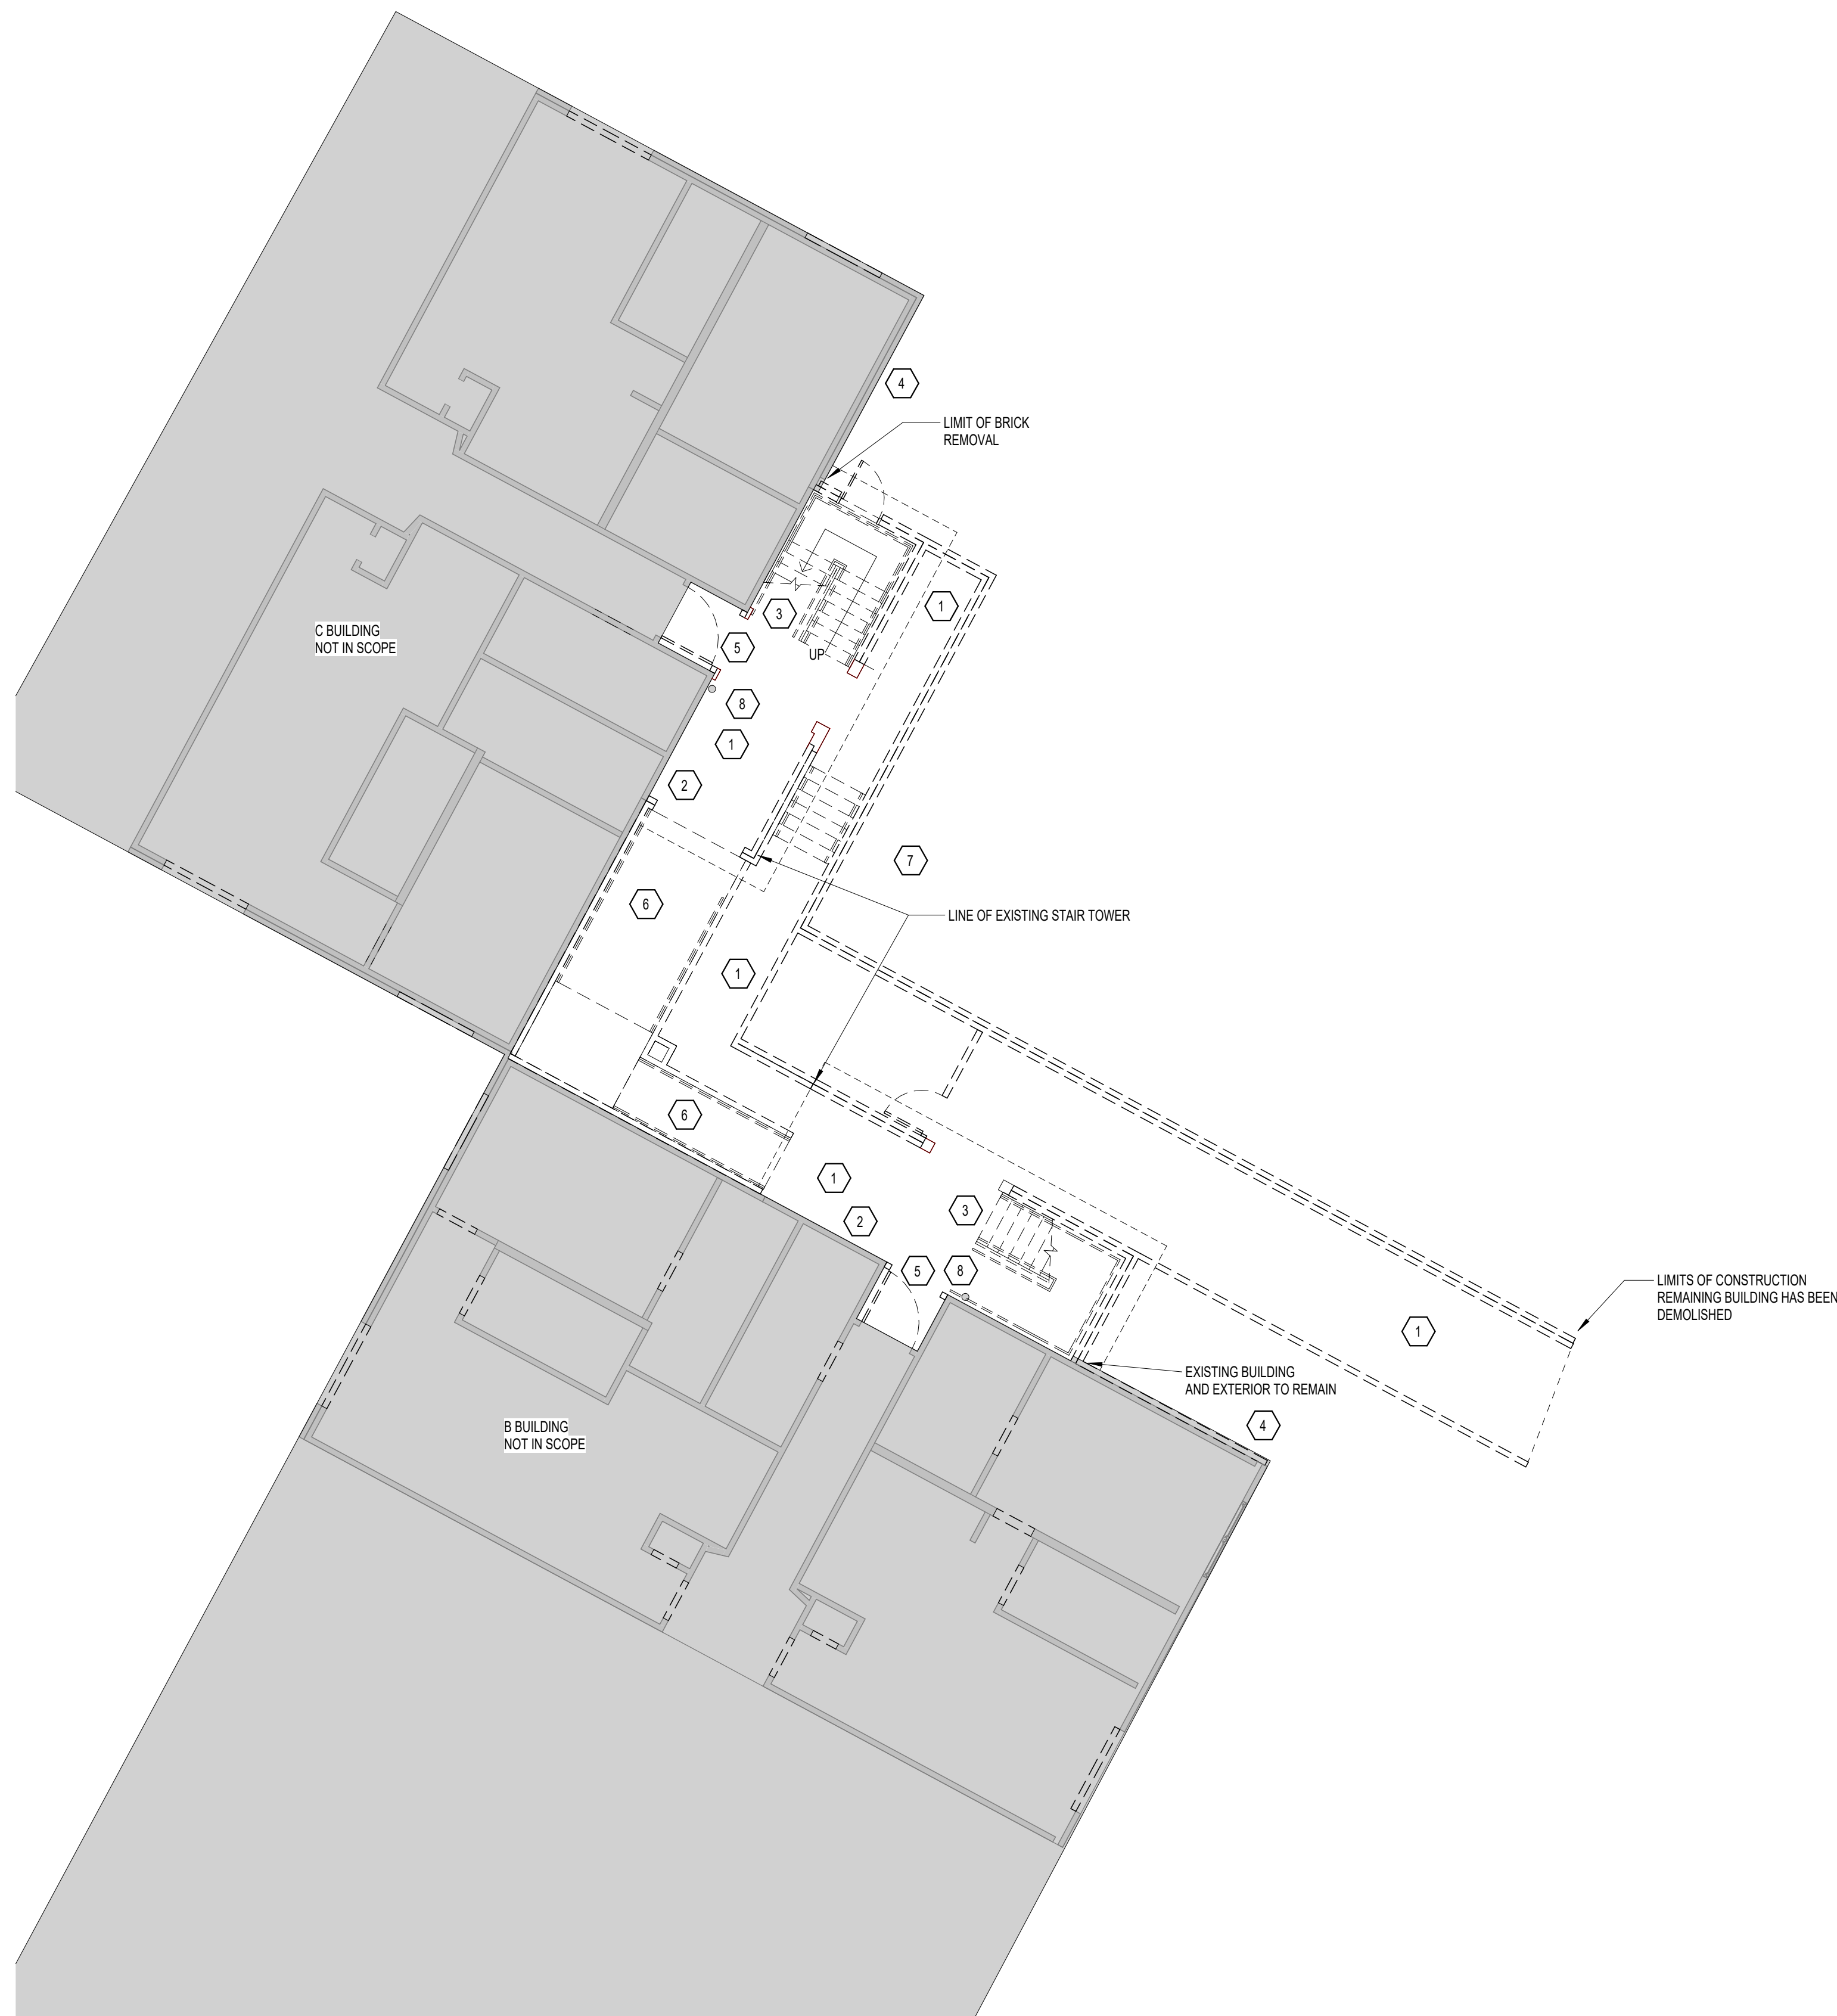 4
LIMIT OF BRICK
REMOVAL
1
3
C BUILDING
NOT IN SCOPE
5
UP
8
1
2
7
6
LINE OF EXISTING STAIR TOWER
1
6
1
3
2
5
8
LIMITS OF CONSTRUCTION
REMAINING BUILDING HAS BEEN
DEMOLISHED
1
EXISTING BUILDING
AND EXTERIOR TO REMAIN
4
B BUILDING
NOT IN SCOPE